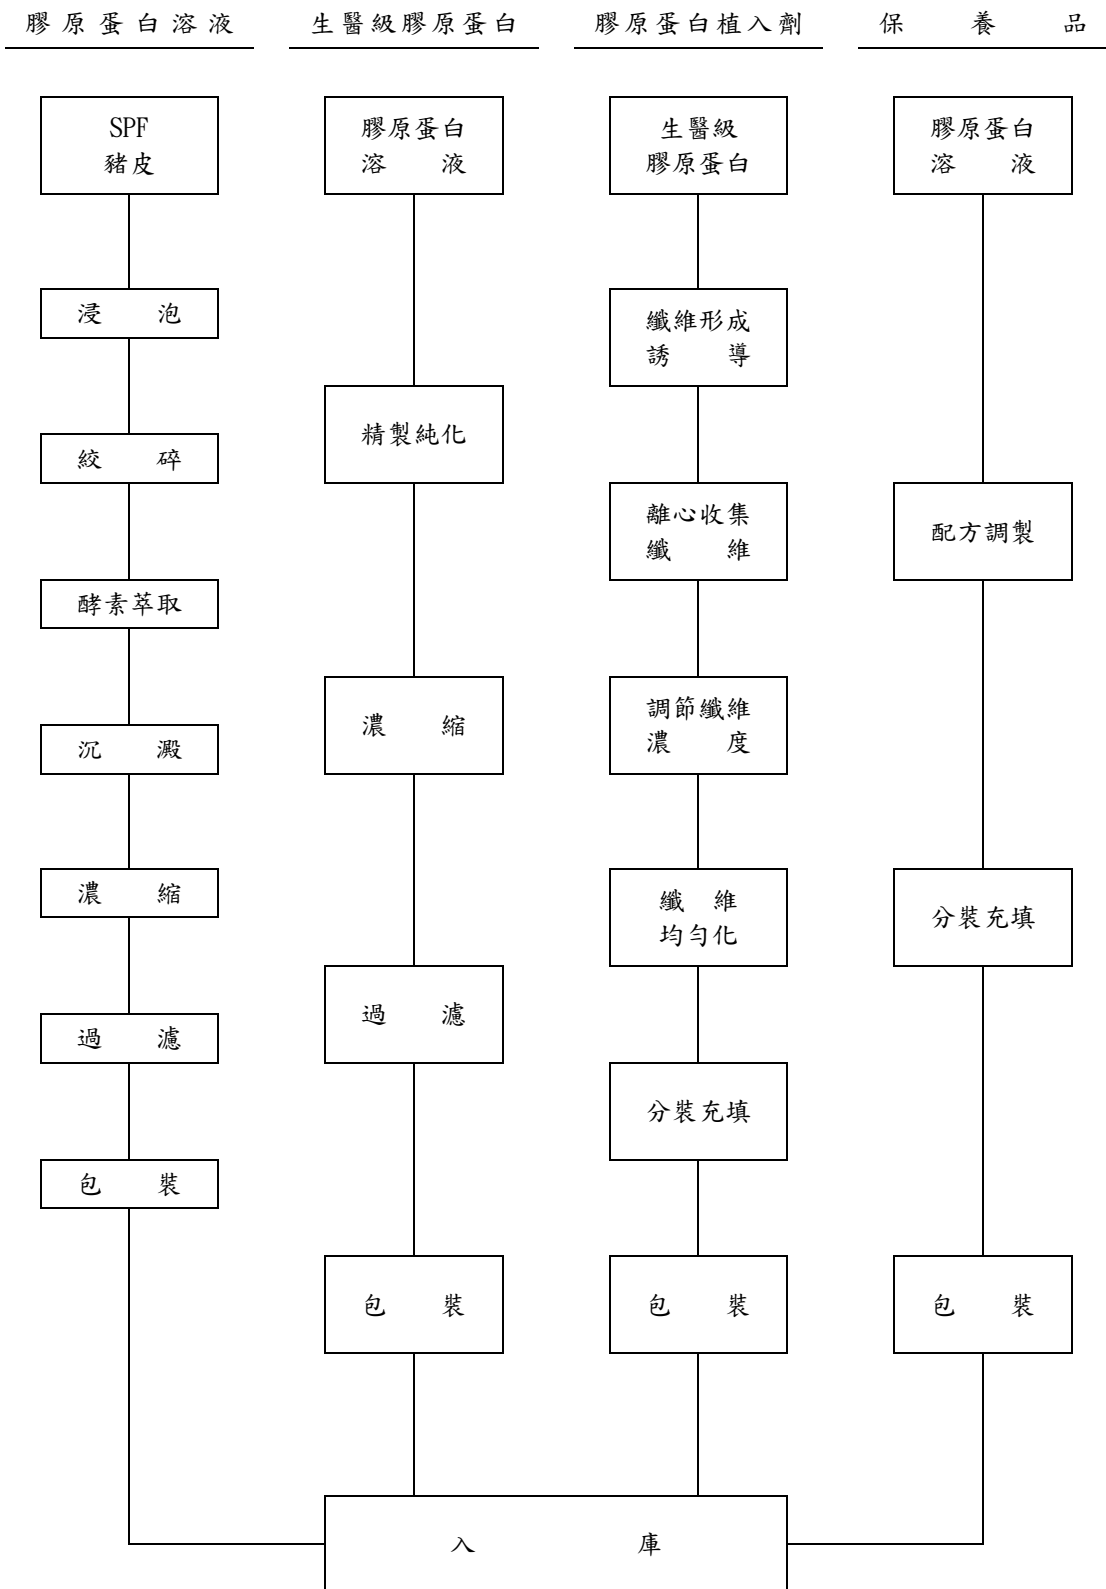 膠原蛋白溶液
生醫級膠原蛋白
膠原蛋白植入劑
保養品
SPF
豬皮
浸泡
絞碎
酵素萃取
沉澱
濃縮
過濾
包裝
膠原蛋白
溶液
精製純化
濃縮
過濾
包裝
生醫級
膠原蛋白
纖維形成
誘導
離心收集
纖維
調節纖維
濃度
纖維
均勻化
分裝充填
包裝
膠原蛋白
溶液
配方調製
分裝充填
包裝
入庫